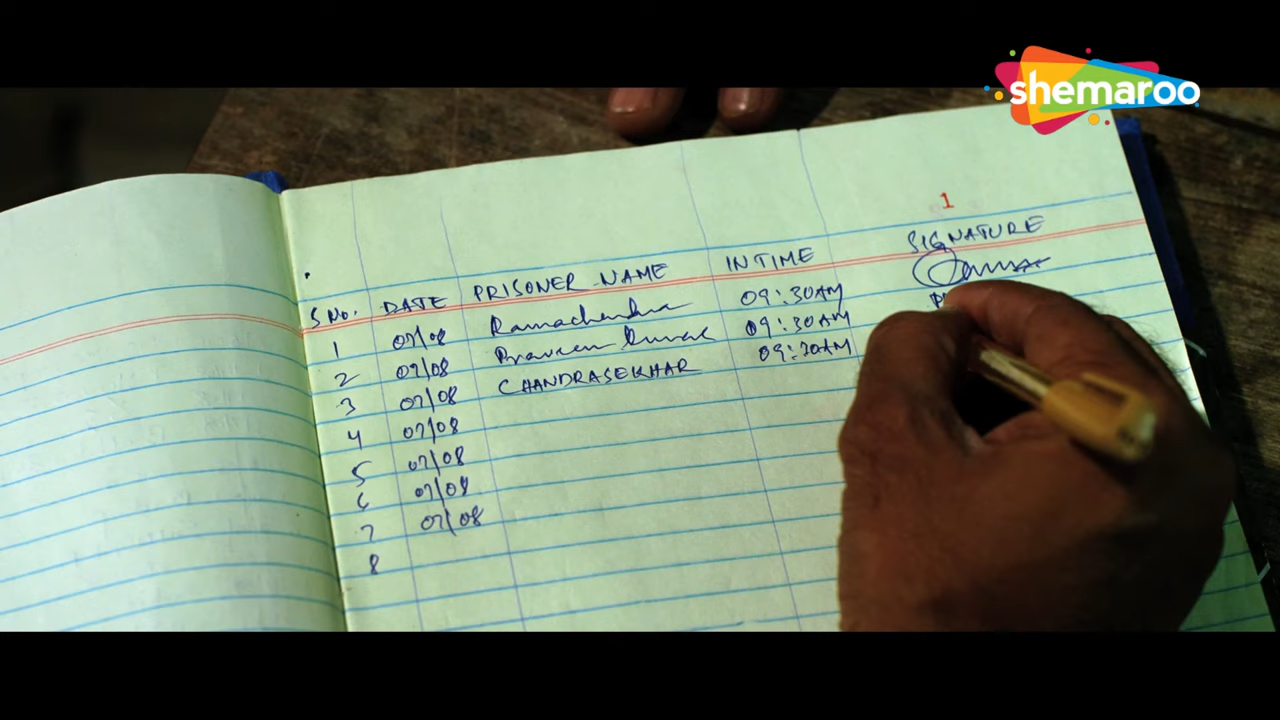 shemaroo
1
S No. DATE PRISONER NAME INTIME SIGNATURE
1 07/08 Ramachendra 09:30AM
2 07/08 Praveen Kumar 09:30AM
3 07/08 CHANDRASEKHAR 09:30AM
4 07/08
5 07/08
6 07/08
7 07/08
8